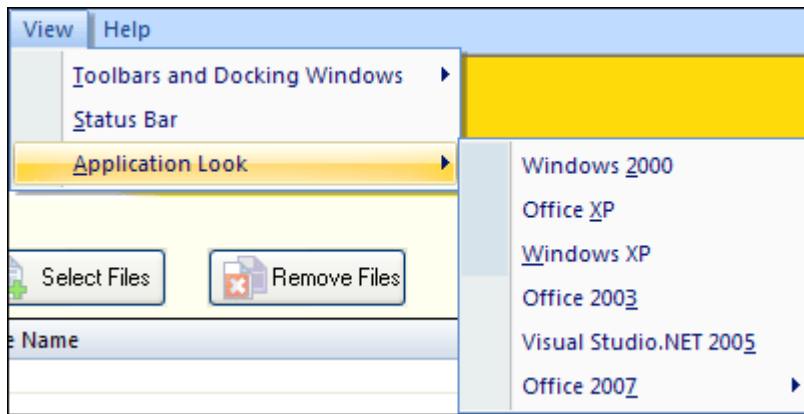 View Help
Toolbars and Docking Windows
Status Bar
Application Look
Windows 2000
Office XP
Windows XP
Office 2003
Visual Studio.NET 2005
Office 2007
Select Files Remove Files
e Name